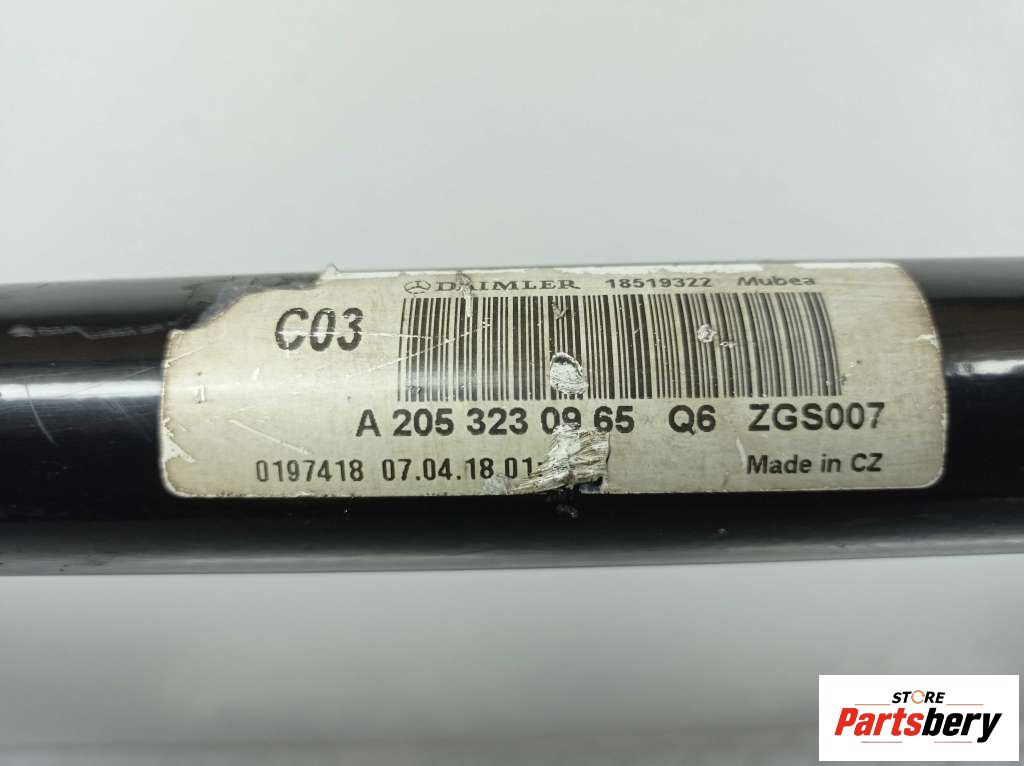 DAIMLER 18519322 Mubea
C03
A 205 323 09 65 Q6 ZGS007
0197418 07.04.18 01: Made in CZ
STORE
Partsbery